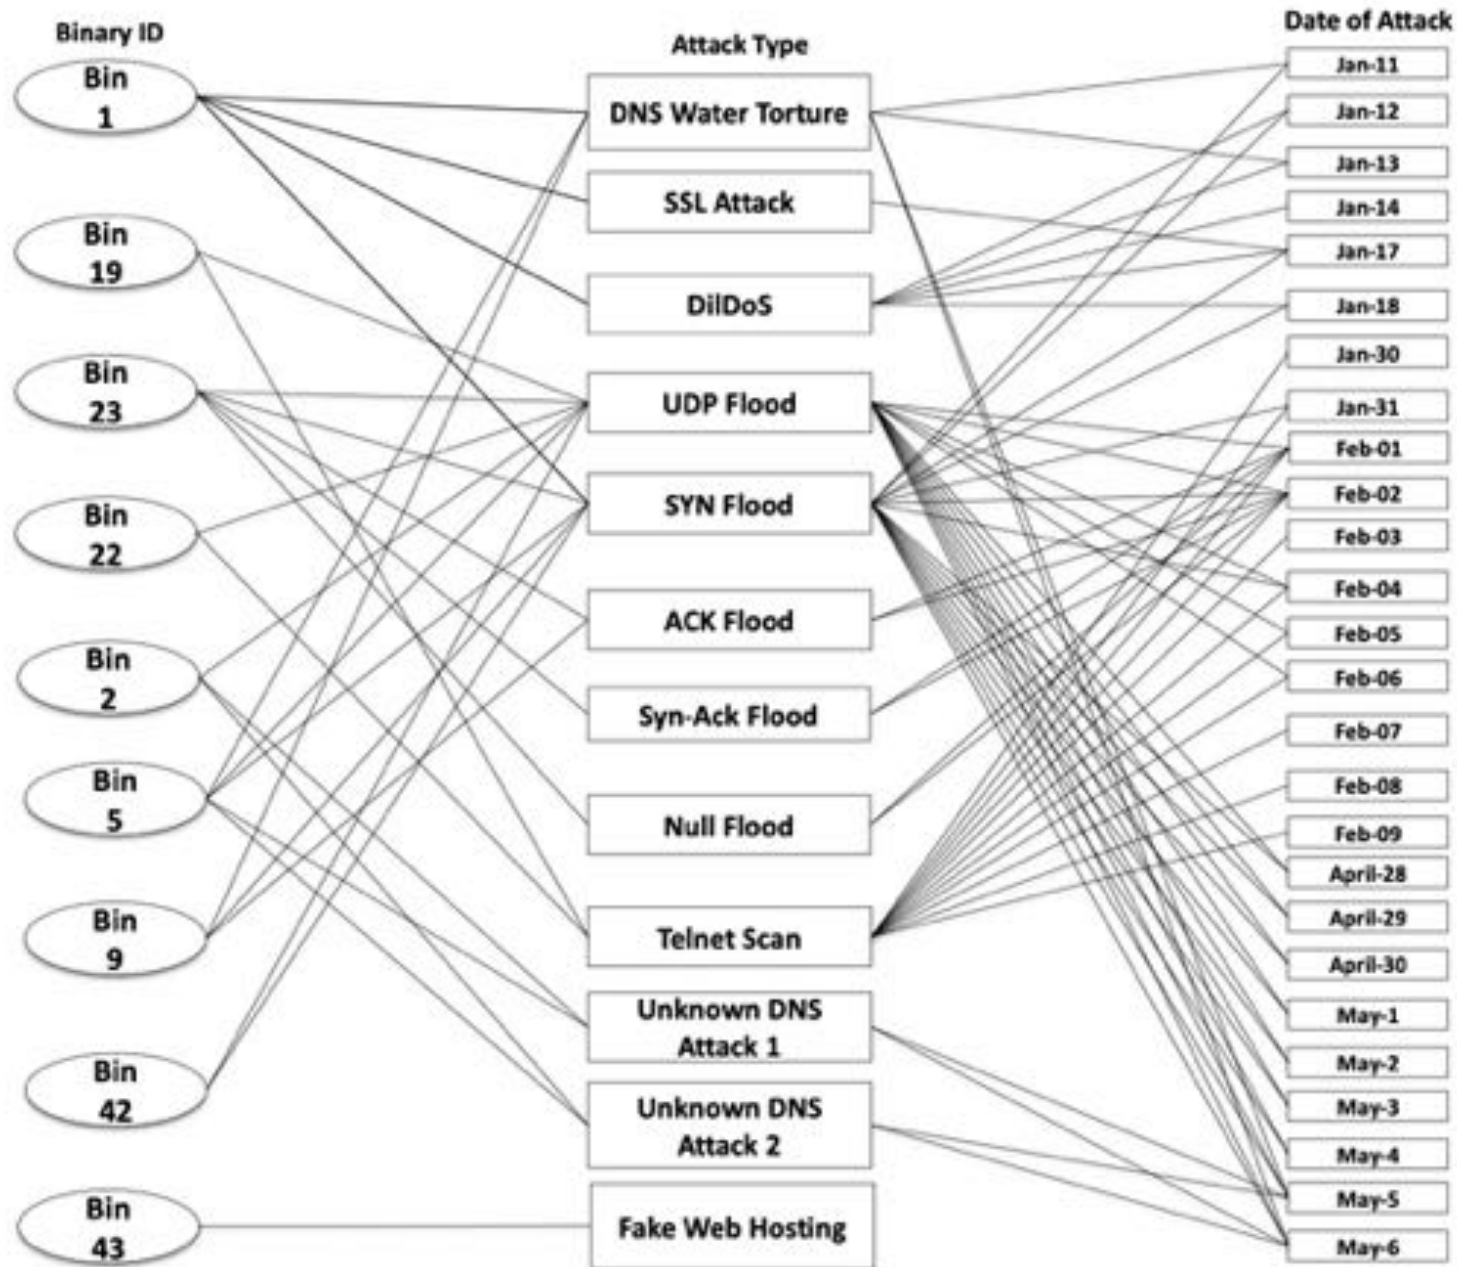 Binary ID
Bin
1
Bin
19
Bin
23
Bin
22
Bin
2
Bin
5
Bin
9
Bin
42
Bin
43
Attack Type
DNS Water Torture
SSL Attack
DilDoS
UDP Flood
SYN Flood
ACK Flood
Syn-Ack Flood
Null Flood
Telnet Scan
Unknown DNS
Attack 1
Unknown DNS
Attack 2
Fake Web Hosting
Date of Attack
Jan-11
Jan-12
Jan-13
Jan-14
Jan-17
Jan-18
Jan-30
Jan-31
Feb-01
Feb-02
Feb-03
Feb-04
Feb-05
Feb-06
Feb-07
Feb-08
Feb-09
April-28
April-29
April-30
May-1
May-2
May-3
May-4
May-5
May-6